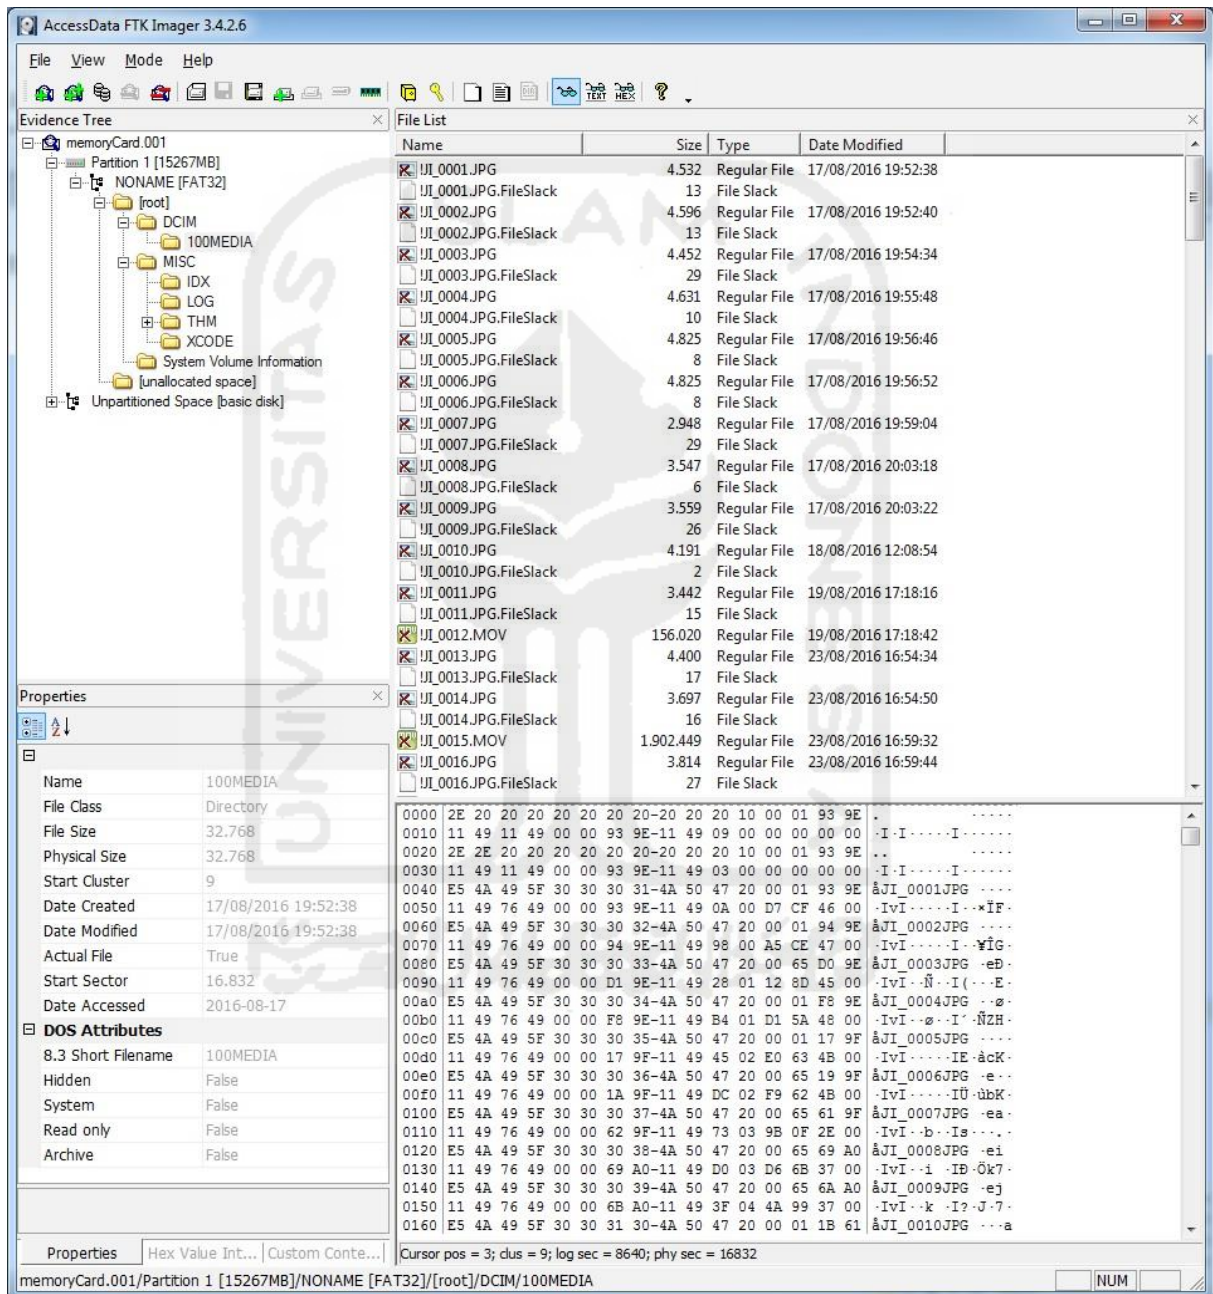 AccessData FTK Imager 3.4.2.6
File View Mode Help
Evidence Tree
memoryCard.001
Partition 1 [15267MB]
NONAME [FAT32]
[root]
DCIM
100MEDIA
MISC
IDX
LOG
THM
XCODE
System Volume Information
[unallocated space]
Unpartitioned Space [basic disk]
File List
Name Size Type Date Modified
!JI_0001.JPG 4.532 Regular File 17/08/2016 19:52:38
!JI_0001.JPG.FileSlack 13 File Slack
!JI_0002.JPG 4.596 Regular File 17/08/2016 19:52:40
!JI_0002.JPG.FileSlack 13 File Slack
!JI_0003.JPG 4.452 Regular File 17/08/2016 19:54:34
!JI_0003.JPG.FileSlack 29 File Slack
!JI_0004.JPG 4.631 Regular File 17/08/2016 19:55:48
!JI_0004.JPG.FileSlack 10 File Slack
!JI_0005.JPG 4.825 Regular File 17/08/2016 19:56:46
!JI_0005.JPG.FileSlack 8 File Slack
!JI_0006.JPG 4.825 Regular File 17/08/2016 19:56:52
!JI_0006.JPG.FileSlack 8 File Slack
!JI_0007.JPG 2.948 Regular File 17/08/2016 19:59:04
!JI_0007.JPG.FileSlack 29 File Slack
!JI_0008.JPG 3.547 Regular File 17/08/2016 20:03:18
!JI_0008.JPG.FileSlack 6 File Slack
!JI_0009.JPG 3.559 Regular File 17/08/2016 20:03:22
!JI_0009.JPG.FileSlack 26 File Slack
!JI_0010.JPG 4.191 Regular File 18/08/2016 12:08:54
!JI_0010.JPG.FileSlack 2 File Slack
!JI_0011.JPG 3.442 Regular File 19/08/2016 17:18:16
!JI_0011.JPG.FileSlack 15 File Slack
!JI_0012.MOV 156.020 Regular File 19/08/2016 17:18:42
!JI_0013.JPG 4.400 Regular File 23/08/2016 16:54:34
!JI_0013.JPG.FileSlack 17 File Slack
!JI_0014.JPG 3.697 Regular File 23/08/2016 16:54:50
!JI_0014.JPG.FileSlack 16 File Slack
!JI_0015.MOV 1.902.449 Regular File 23/08/2016 16:59:32
!JI_0016.JPG 3.814 Regular File 23/08/2016 16:59:44
!JI_0016.JPG.FileSlack 27 File Slack
Properties
Name 100MEDIA
File Class Directory
File Size 32.768
Physical Size 32.768
Start Cluster 9
Date Created 17/08/2016 19:52:38
Date Modified 17/08/2016 19:52:38
Actual File True
Start Sector 16.832
Date Accessed 2016-08-17
DOS Attributes
8.3 Short Filename 100MEDIA
Hidden False
System False
Read only False
Archive False
Properties Hex Value Int... Custom Conte...
0000 2E 20 20 20 20 20 20 20-20 20 20 10 00 01 93 9E . ·····
0010 11 49 11 49 00 00 93 9E-11 49 09 00 00 00 00 00 ·I·I·····I······
0020 2E 2E 20 20 20 20 20 20-20 20 20 10 00 01 93 9E .. ·····
0030 11 49 11 49 00 00 93 9E-11 49 03 00 00 00 00 00 ·I·I·····I······
0040 E5 4A 49 5F 30 30 30 31-4A 50 47 20 00 01 93 9E åJI_0001JPG ····
0050 11 49 76 49 00 00 93 9E-11 49 0A 00 D7 CF 46 00 ·IvI·····I··×ÏF·
0060 E5 4A 49 5F 30 30 30 32-4A 50 47 20 00 01 94 9E åJI_0002JPG ····
0070 11 49 76 49 00 00 94 9E-11 49 98 00 A5 CE 47 00 ·IvI·····I··¥ÎG·
0080 E5 4A 49 5F 30 30 30 33-4A 50 47 20 00 65 D0 9E åJI_0003JPG ·eÐ·
0090 11 49 76 49 00 00 D1 9E-11 49 28 01 12 8D 45 00 ·IvI··Ñ··I(···E·
00a0 E5 4A 49 5F 30 30 30 34-4A 50 47 20 00 01 F8 9E åJI_0004JPG ··ø·
00b0 11 49 76 49 00 00 F8 9E-11 49 B4 01 D1 5A 48 00 ·IvI··ø··I´·ÑZH·
00c0 E5 4A 49 5F 30 30 30 35-4A 50 47 20 00 01 17 9F åJI_0005JPG ····
00d0 11 49 76 49 00 00 17 9F-11 49 45 02 E0 63 4B 00 ·IvI·····IE·àcK·
00e0 E5 4A 49 5F 30 30 30 36-4A 50 47 20 00 65 19 9F åJI_0006JPG ·e··
00f0 11 49 76 49 00 00 1A 9F-11 49 DC 02 F9 62 4B 00 ·IvI·····IÜ·ùbK·
0100 E5 4A 49 5F 30 30 30 37-4A 50 47 20 00 65 61 9F åJI_0007JPG ·ea·
0110 11 49 76 49 00 00 62 9F-11 49 73 03 9B 0F 2E 00 ·IvI··b··Is···.·
0120 E5 4A 49 5F 30 30 30 38-4A 50 47 20 00 65 69 A0 åJI_0008JPG ·ei
0130 11 49 76 49 00 00 69 A0-11 49 D0 03 D6 6B 37 00 ·IvI··i ·IÐ·Ök7·
0140 E5 4A 49 5F 30 30 30 39-4A 50 47 20 00 65 6A A0 åJI_0009JPG ·ej
0150 11 49 76 49 00 00 6B A0-11 49 3F 04 4A 99 37 00 ·IvI··k ·I?·J·7·
0160 E5 4A 49 5F 30 30 31 30-4A 50 47 20 00 01 1B 61 åJI_0010JPG ···a
Cursor pos = 3; clus = 9; log sec = 8640; phy sec = 16832
memoryCard.001/Partition 1 [15267MB]/NONAME [FAT32]/[root]/DCIM/100MEDIA
NUM
UNIVERSITAS
ISLAM
INDONESIA